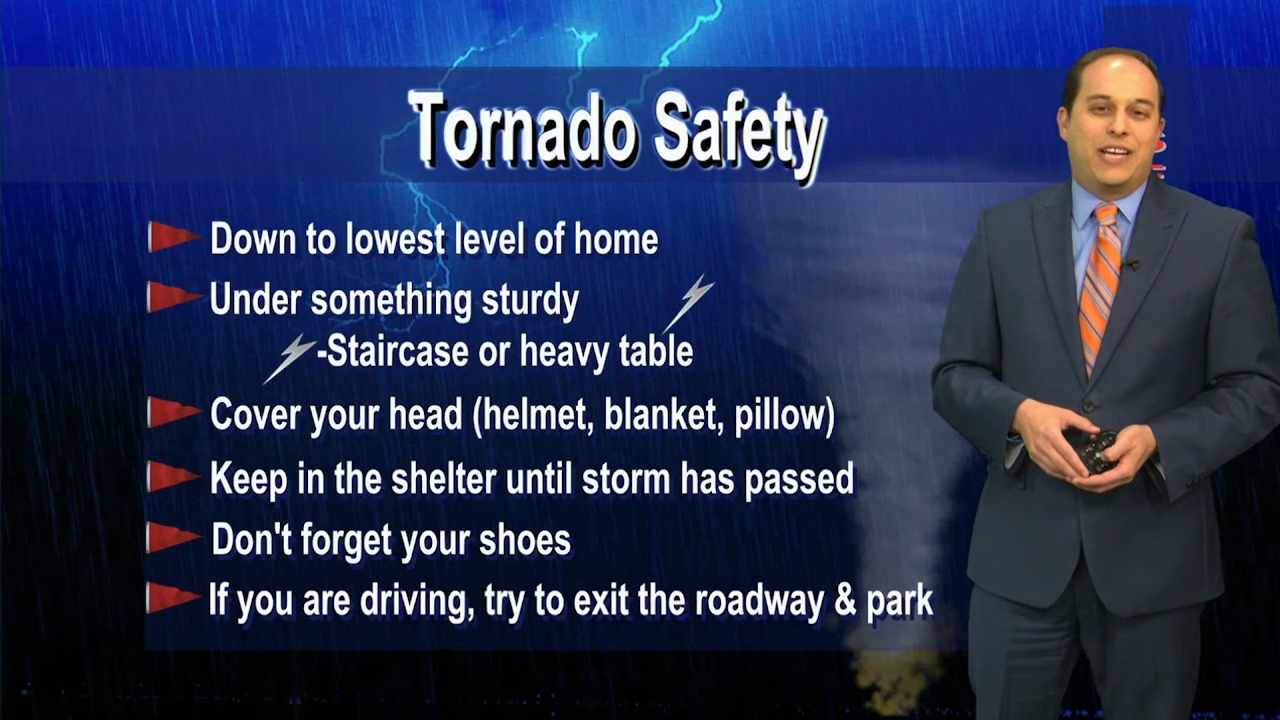 Tornado Safety
Down to lowest level of home
Under something sturdy
-Staircase or heavy table
Cover your head (helmet, blanket, pillow)
Keep in the shelter until storm has passed
Don't forget your shoes
If you are driving, try to exit the roadway & park